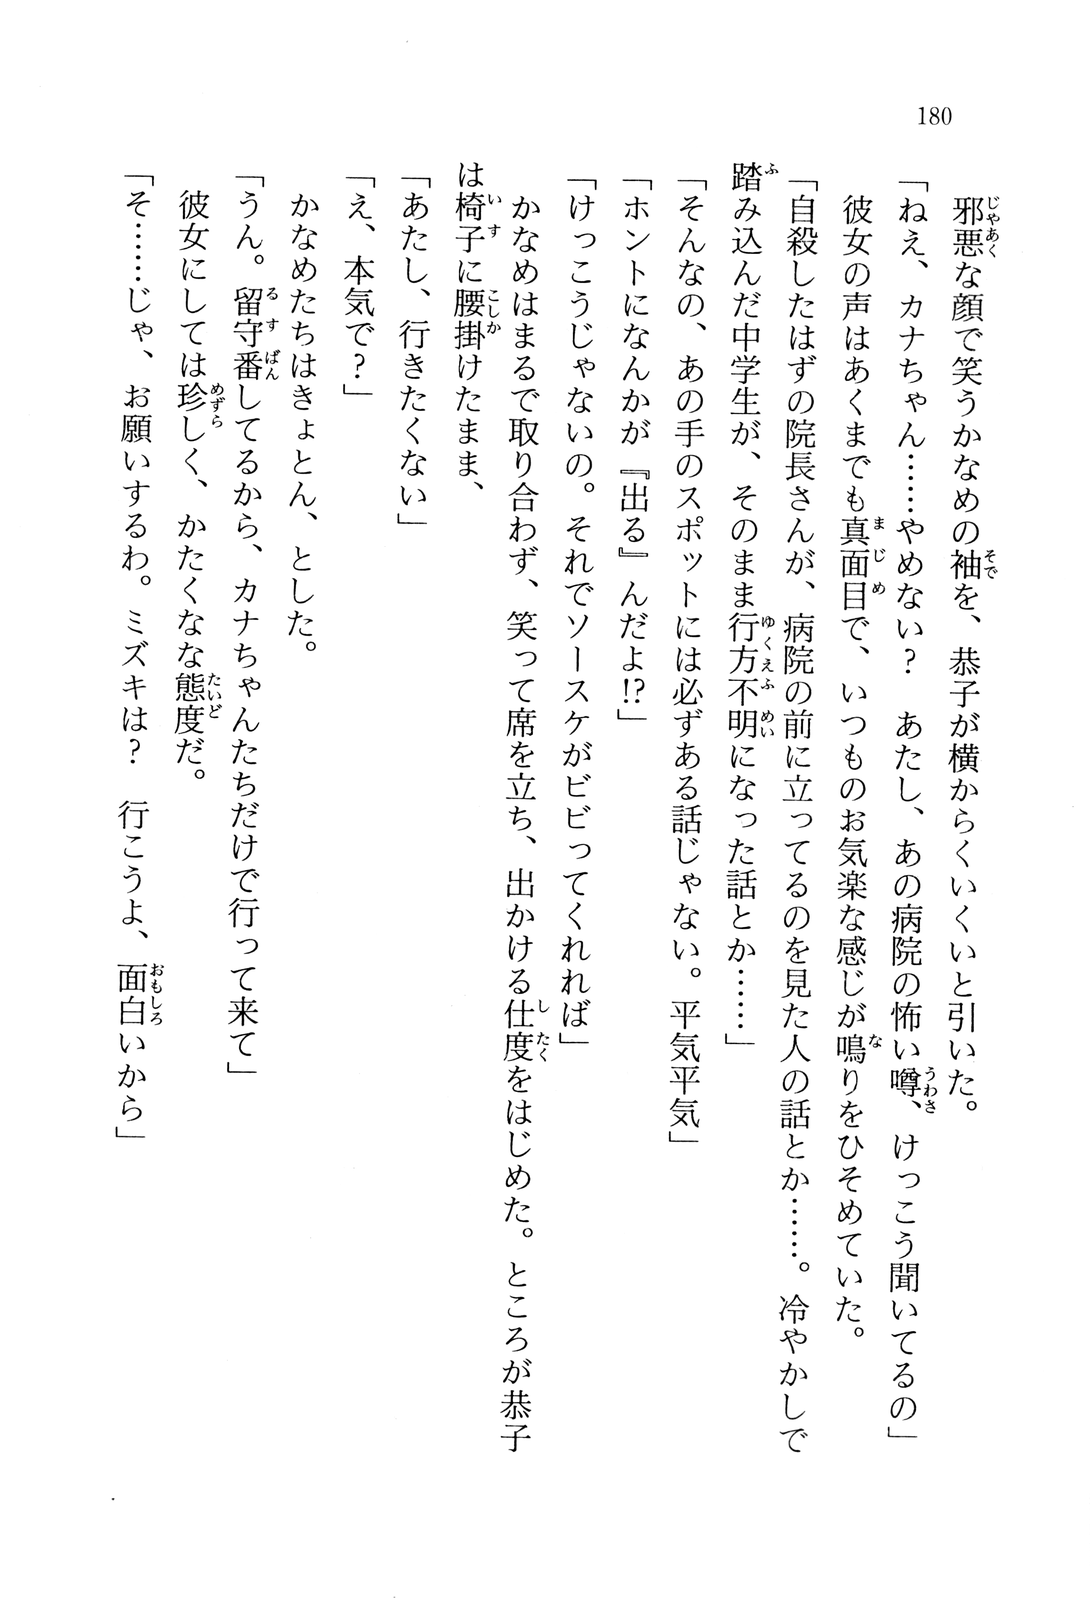 180
邪悪な顔で笑うかなめの袖を、恭子が横からくいくいと引いた。
「ねえ、カナちゃん……やめない？　あたし、あの病院の怖い噂、けっこう聞いてるの」
彼女の声はあくまでも真面目で、いつものお気楽な感じが鳴りをひそめていた。
「自殺したはずの院長さんが、病院の前に立ってるのを見た人の話とか……。冷やかしで
踏み込んだ中学生が、そのまま行方不明になった話とか……」
「そんなの、あの手のスポットには必ずある話じゃない。平気平気」
「ホントになんかが『出る』んだよ!?」
「けっこうじゃないの。それでソースケがビビってくれれば」
かなめはまるで取り合わず、笑って席を立ち、出かける仕度をはじめた。ところが恭子
は椅子に腰掛けたまま、
「あたし、行きたくない」
「え、本気で？」
かなめたちはきょとん、とした。
「うん。留守番してるから、カナちゃんたちだけで行って来て」
彼女にしては珍しく、かたくなな態度だ。
「そ……じゃ、お願いするわ。ミズキは？　行こうよ、面白いから」